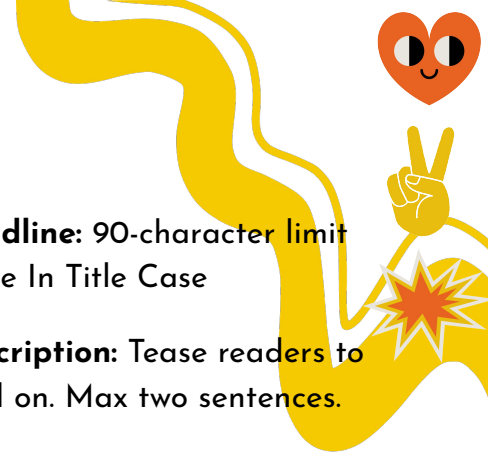 dline: 90-character limit
e In Title Case
cription: Tease readers to
on. Max two sentences.